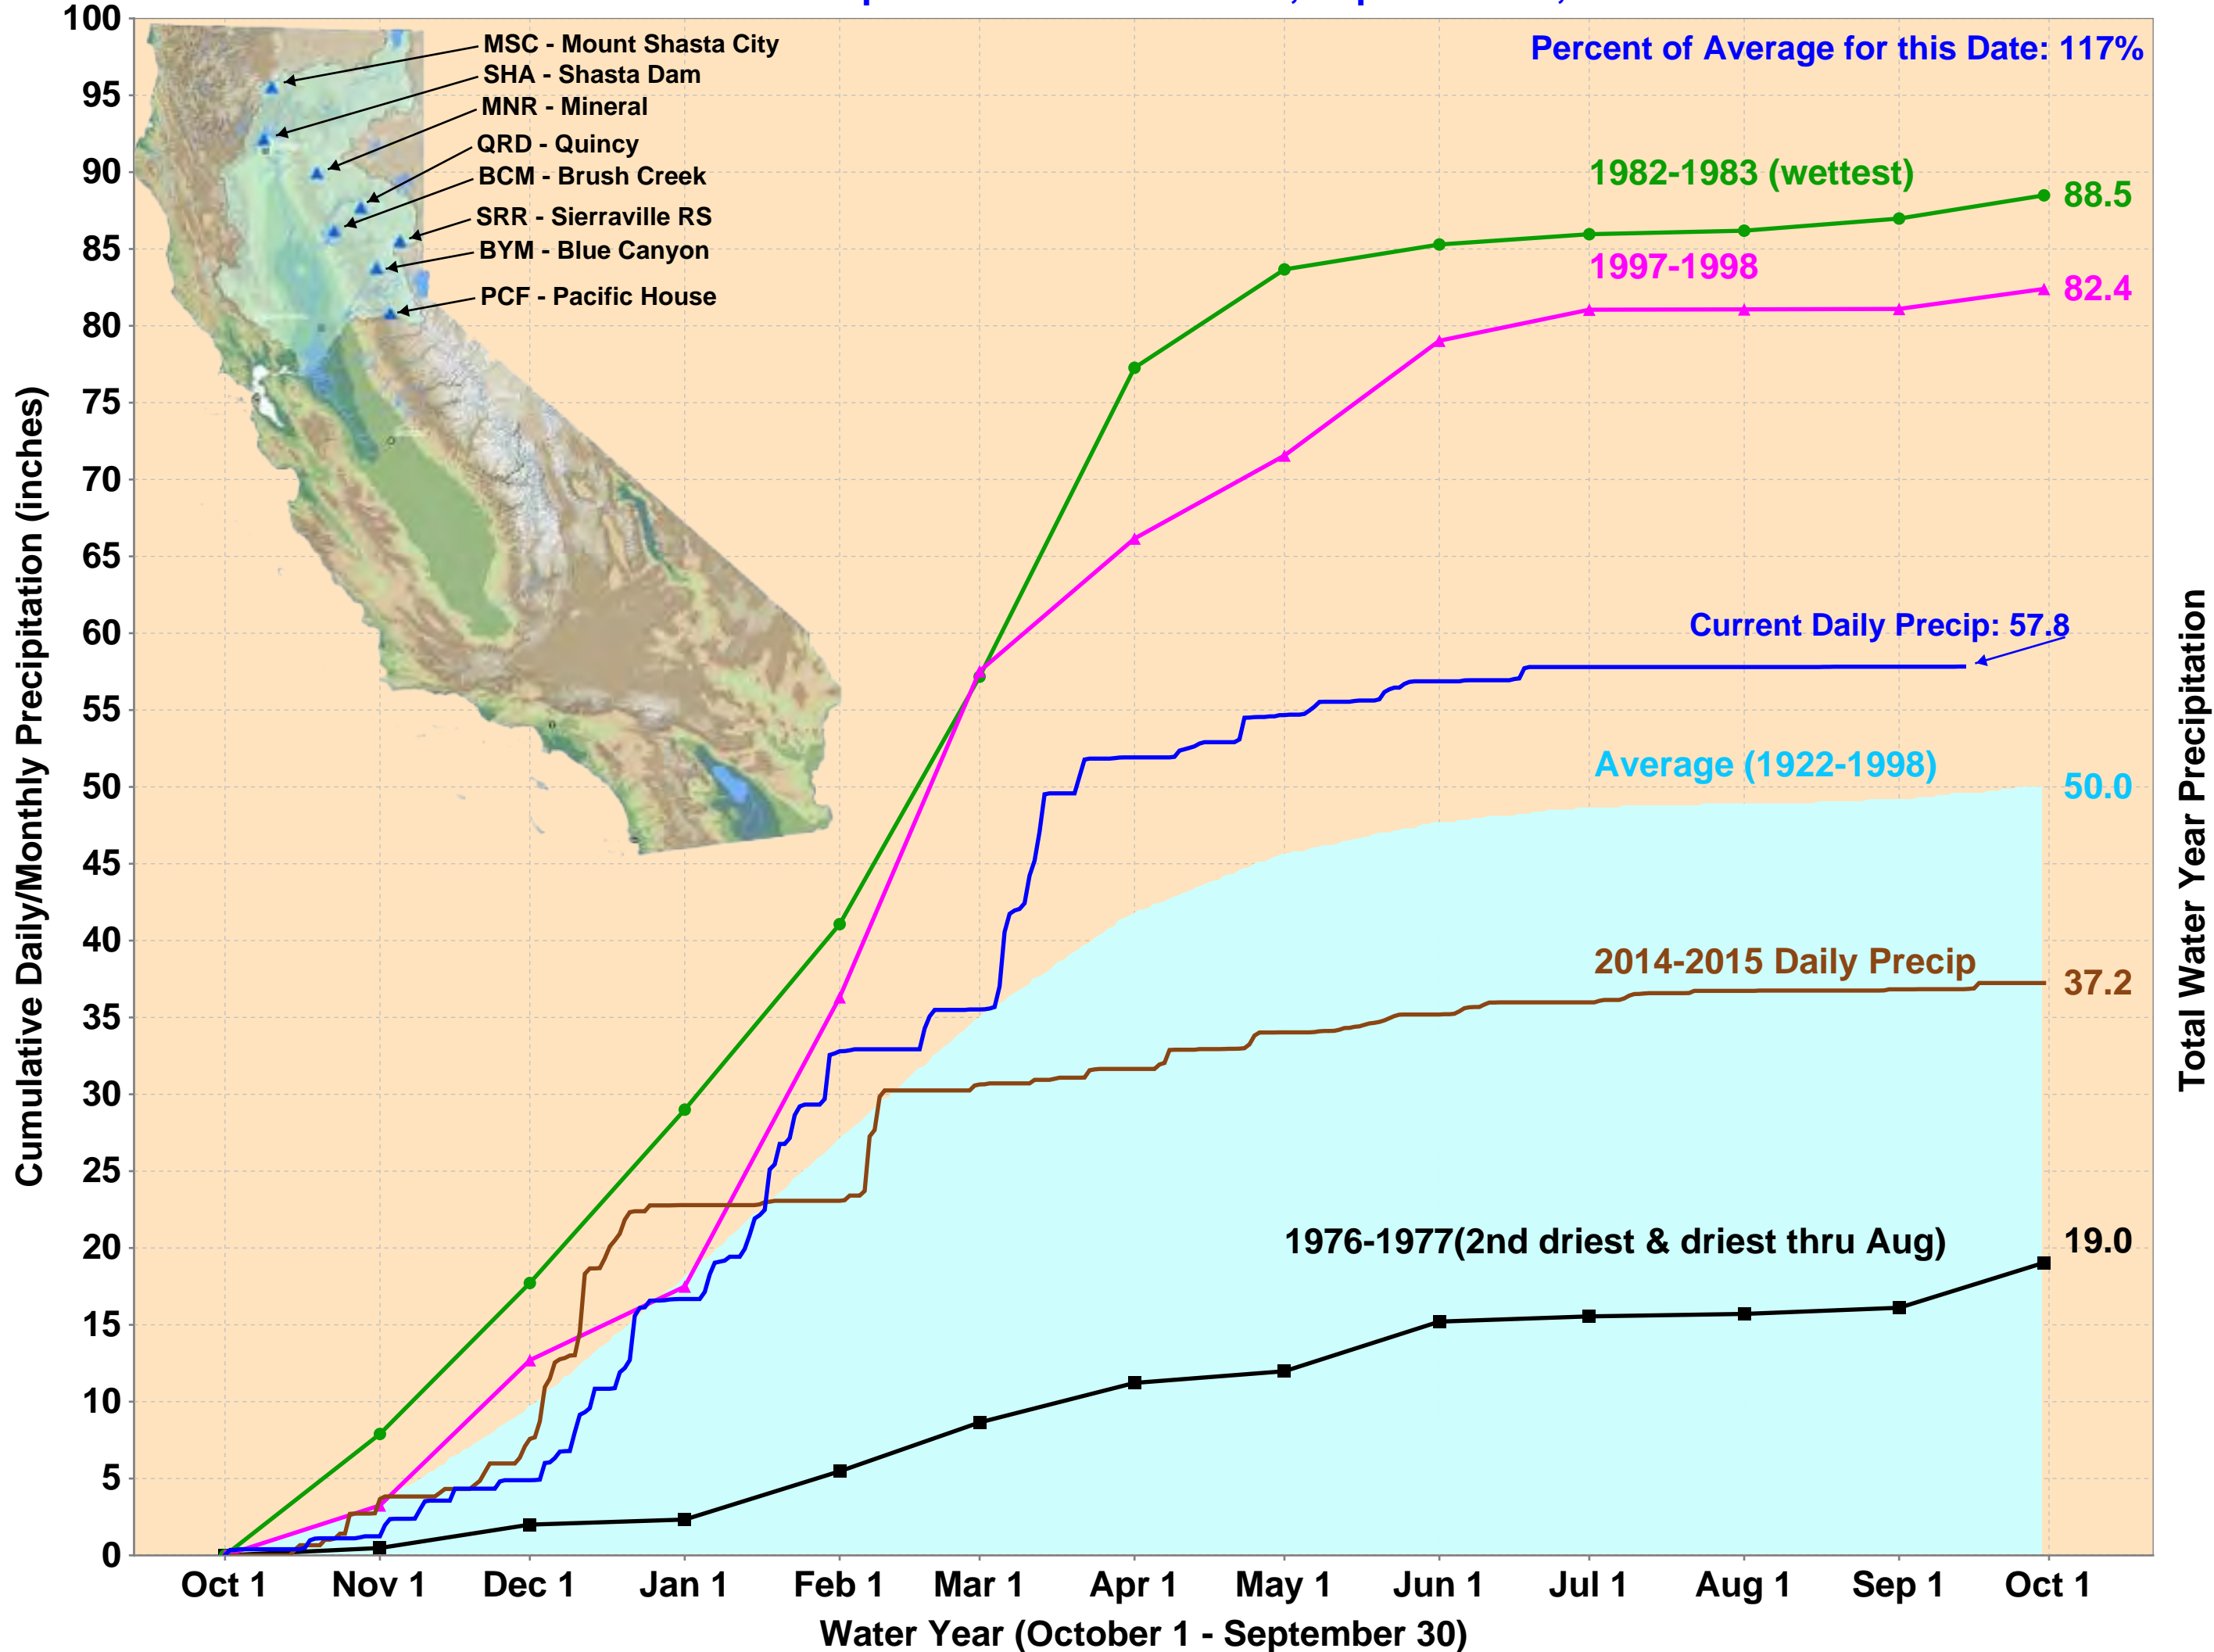 Percent of Average for this Date: 117%
MSC - Mount Shasta City
SHA - Shasta Dam
MNR - Mineral
QRD - Quincy
BCM - Brush Creek
SRR - Sierraville RS
BYM - Blue Canyon
PCF - Pacific House
1982-1983 (wettest)
88.5
1997-1998
82.4
Current Daily Precip: 57.8
Average (1922-1998)
50.0
2014-2015 Daily Precip
37.2
1976-1977(2nd driest & driest thru Aug)
19.0
Cumulative Daily/Monthly Precipitation (inches)
Total Water Year Precipitation
100
95
90
85
80
75
70
65
60
55
50
45
40
35
30
25
20
15
10
5
0
Oct 1 Nov 1 Dec 1 Jan 1 Feb 1 Mar 1 Apr 1 May 1 Jun 1 Jul 1 Aug 1 Sep 1 Oct 1
Water Year (October 1 - September 30)